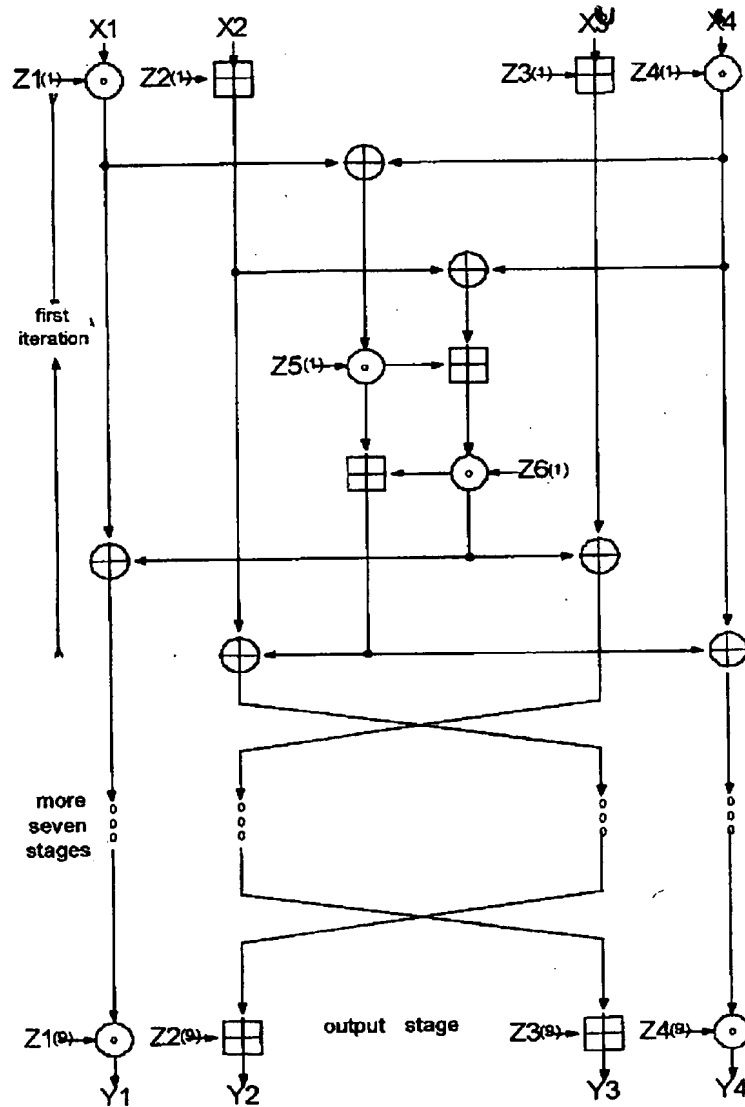 X1 X2 X3 X4
Z1(1) Z2(1) Z3(1) Z4(1)
first
iteration
Z5(1)
Z6(1)
more
seven
stages
output stage
Z1(9) Z2(9) Z3(9) Z4(9)
Y1 Y2 Y3 Y4